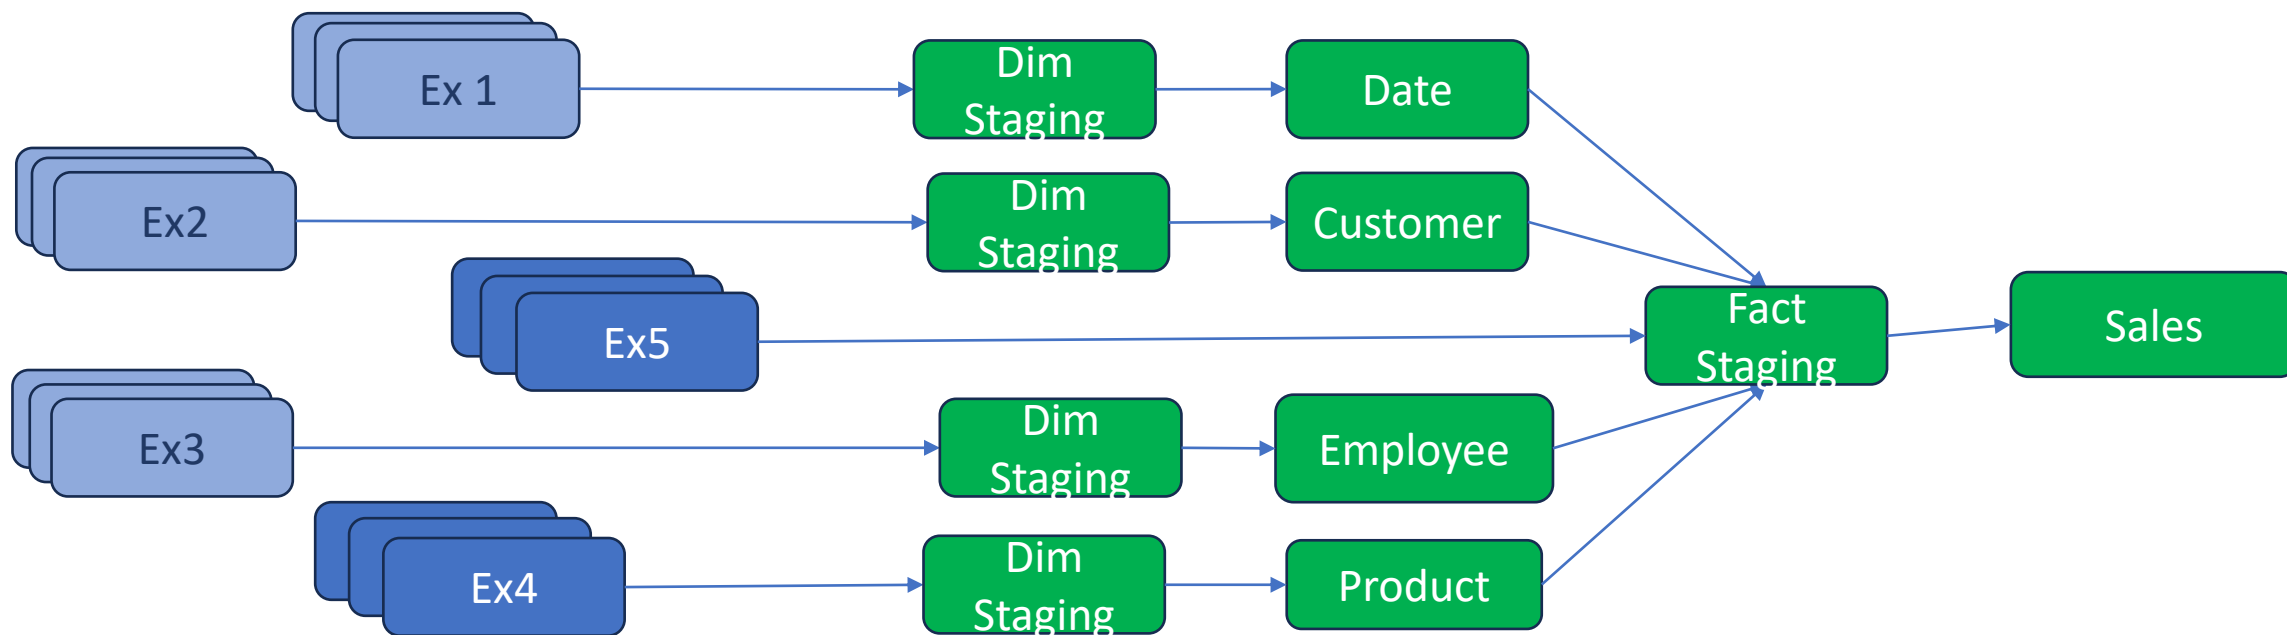 Ex 1
Dim
Staging
Date
Ex2
Dim
Staging
Customer
Ex5
Fact
Staging
Sales
Ex3
Dim
Staging
Employee
Ex4
Dim
Staging
Product